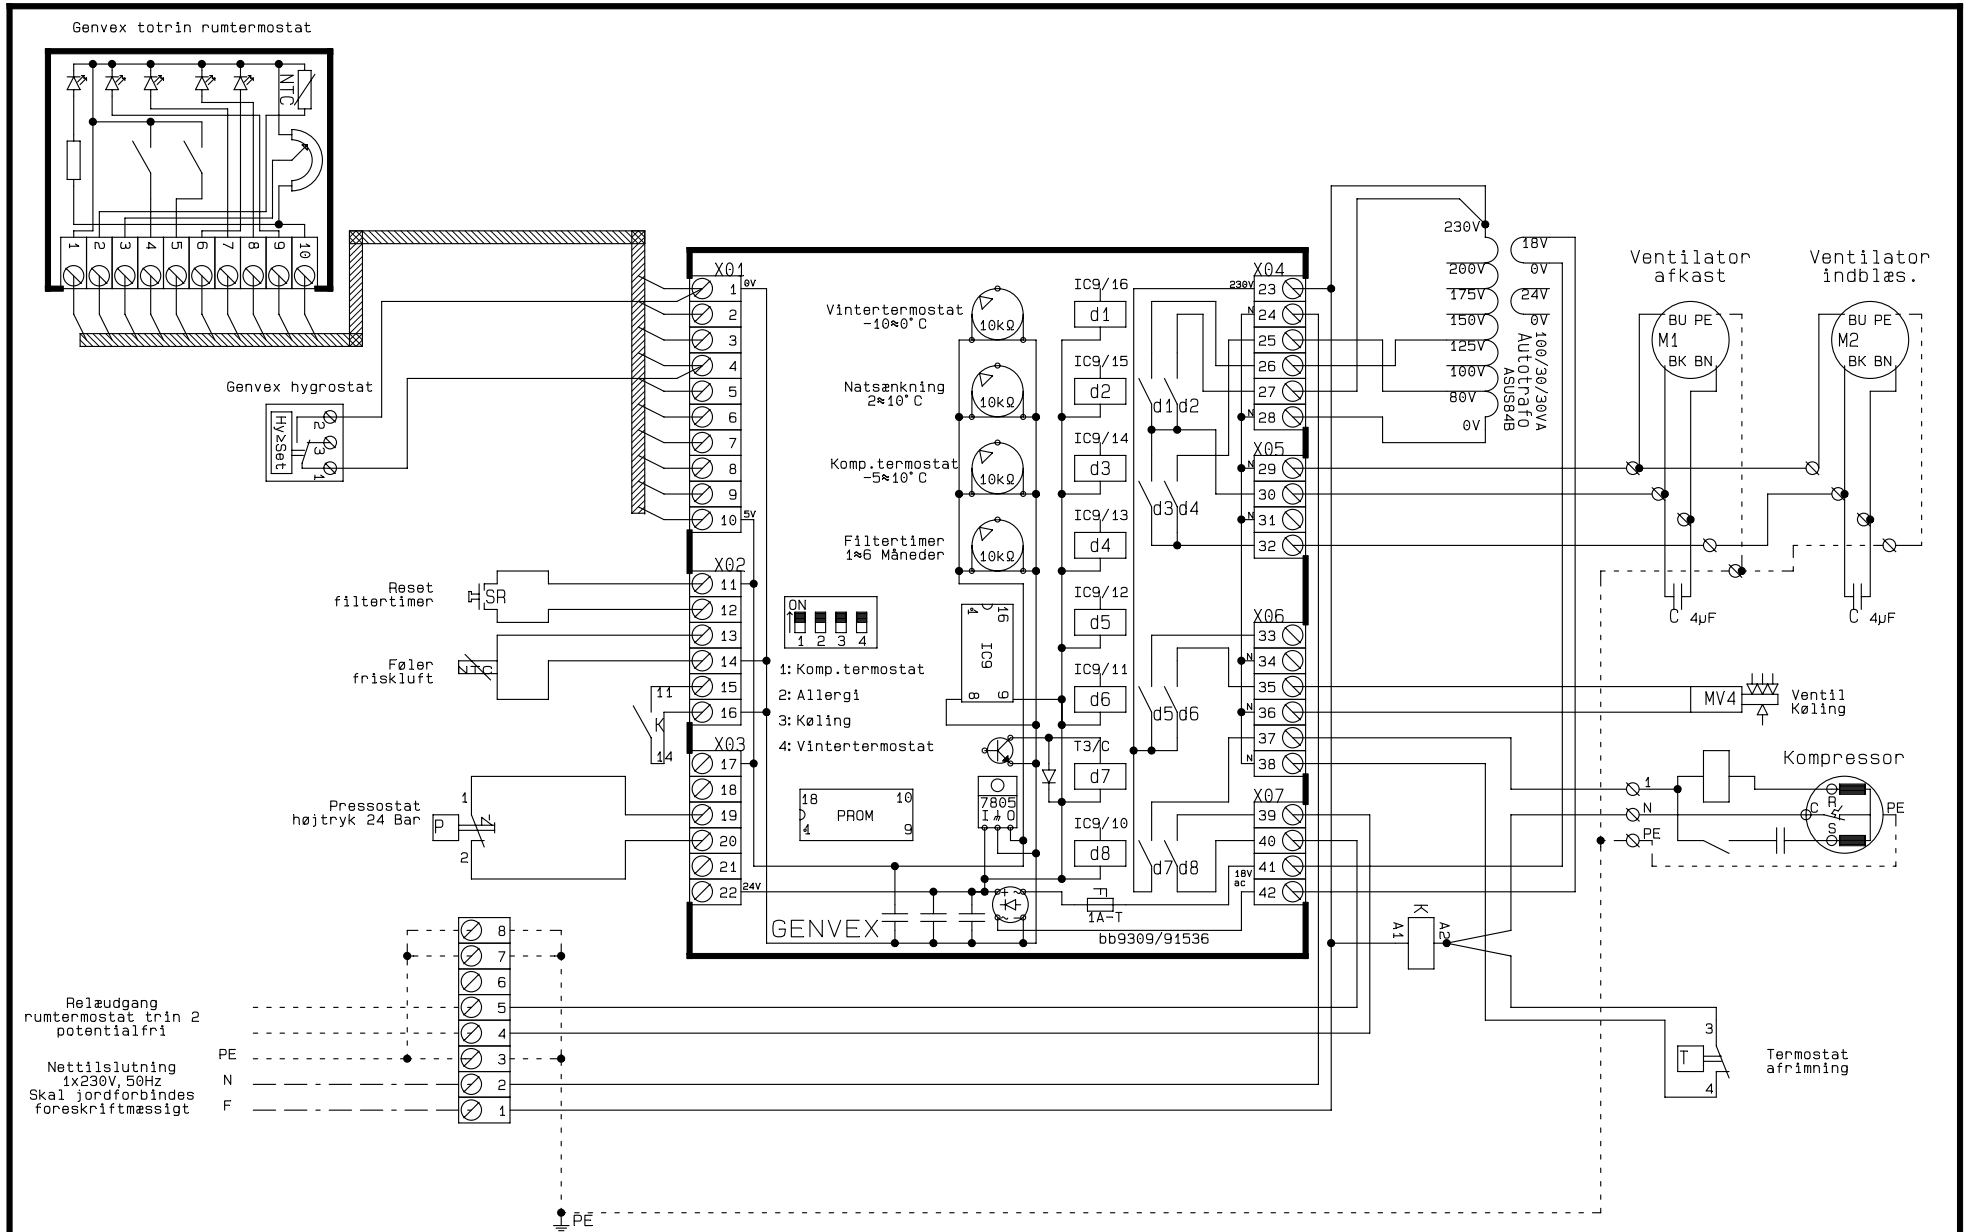 Genvex totrin rumtermostat
NTC
1 2 3 4 5 6 7 8 9 10
Genvex hygrostat
Hy≥Set
2
3
1
X01
1 0V
2
3
4
5
6
7
8
9
10 5V
X02
11
12
13
14
15
16
X03
17
18
19
20
21
22 24V
Reset
filtertimer
SR
Føler
friskluft
NTC
11
K
14
Pressostat
højtryk 24 Bar
P
1
2
Vintertermostat
-10≈0°C
10kΩ
Natsænkning
2≈10°C
10kΩ
Komp.termostat
-5≈10°C
10kΩ
Filtertimer
1≈6 Måneder
10kΩ
ON
1 2 3 4
1: Komp.termostat
2: Allergi
3: Køling
4: Vintertermostat
1 16
IC9
8 9
18 10
PROM
1 9
7805
I O
GENVEX
IC9/16
d1
IC9/15
d2
IC9/14
d3
IC9/13
d4
IC9/12
d5
IC9/11
d6
T3/C
d7
IC9/10
d8
F
1A-T
bb9309/91536
d1 d2
d3 d4
d5 d6
d7 d8
X04
230V 23
N 24
25
26
27
N 28
X05
N 29
30
N 31
32
X06
33
N 34
35
N 36
37
N 38
X07
39
40
41
18V
ac
42
230V
200V
175V
150V
125V
100V
80V
0V
18V
0V
24V
0V
100/30/30VA
Autotrafo
ASUS84B
Ventilator
afkast
BU PE
M1
BK BN
C 4µF
Ventilator
indblæs.
BU PE
M2
BK BN
C 4µF
MV4
Ventil
Køling
Kompressor
1
N
PE
R
C
S
PE
K
A1
A2
3
T
4
Termostat
afrimning
8
7
6
5
4
3
2
1
Relæudgang
rumtermostat trin 2
potentialfri
PE
Nettilslutning
1x230V,50Hz
Skal jordforbindes
foreskriftmæssigt
N
F
PE